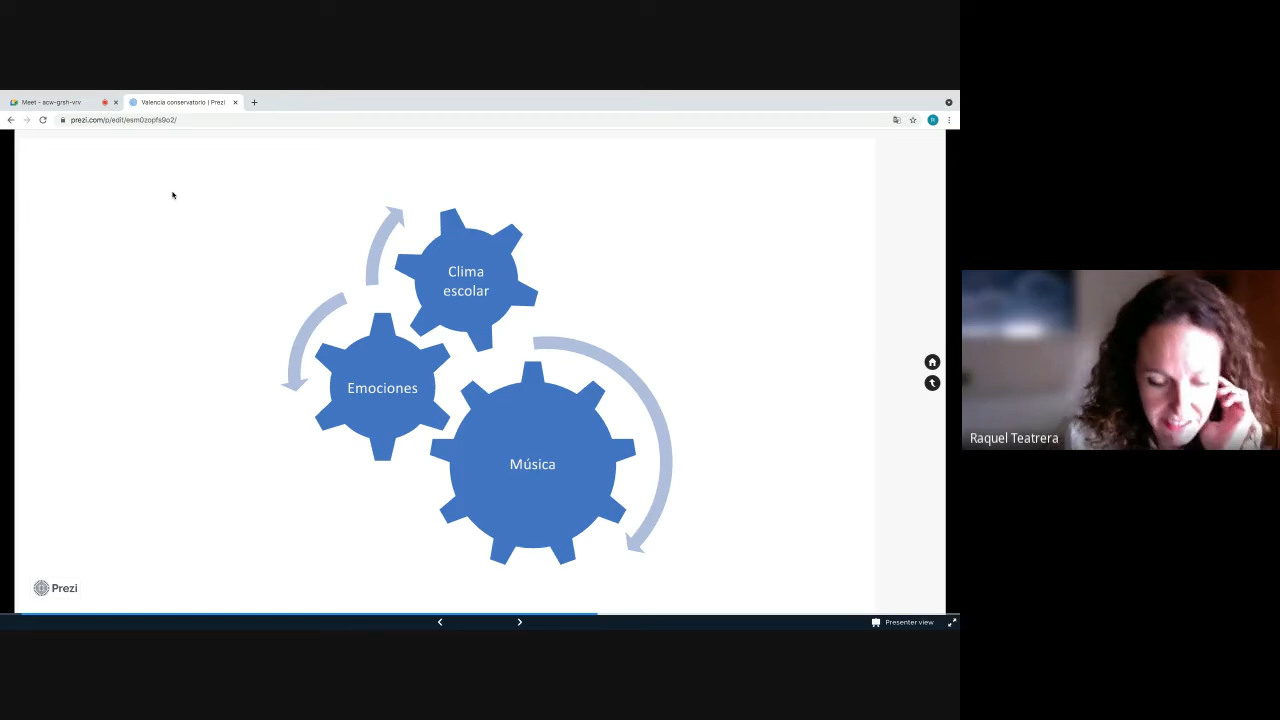 Meet - acw-grsh-vrv
Valencia conservatorio | Prezi
prezi.com/p/edit/esm0zopfs9o2/
R
Clima
escolar
Emociones
Música
Raquel Teatrera
Prezi
Presenter view